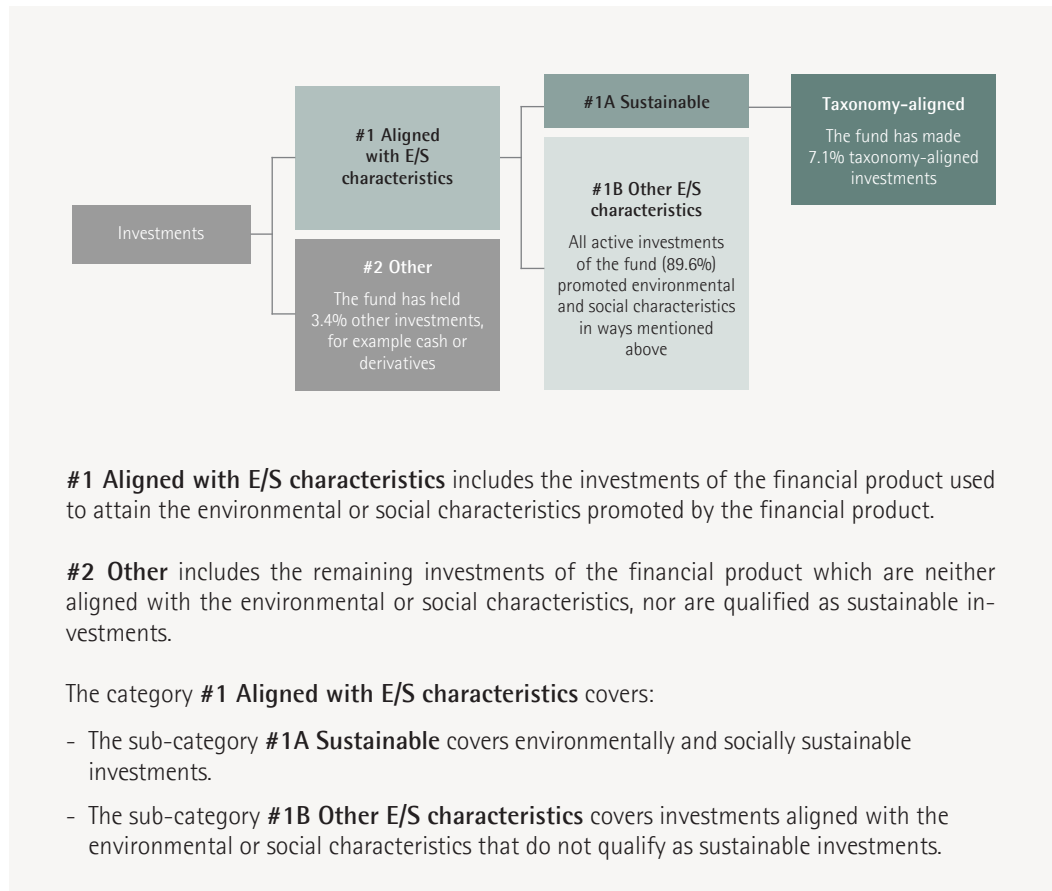 Investments
#1 Aligned
with E/S
characteristics
#2 Other
The fund has held
3.4% other investments,
for example cash or
derivatives
#1A Sustainable
#1B Other E/S
characteristics
All active investments
of the fund (89.6%)
promoted environmental
and social characteristics
in ways mentioned
above
Taxonomy-aligned
The fund has made
7.1% taxonomy-aligned
investments
#1 Aligned with E/S characteristics includes the investments of the financial product used
to attain the environmental or social characteristics promoted by the financial product.
#2 Other includes the remaining investments of the financial product which are neither
aligned with the environmental or social characteristics, nor are qualified as sustainable in-
vestments.
The category #1 Aligned with E/S characteristics covers:
- The sub-category #1A Sustainable covers environmentally and socially sustainable
investments.
- The sub-category #1B Other E/S characteristics covers investments aligned with the
environmental or social characteristics that do not qualify as sustainable investments.